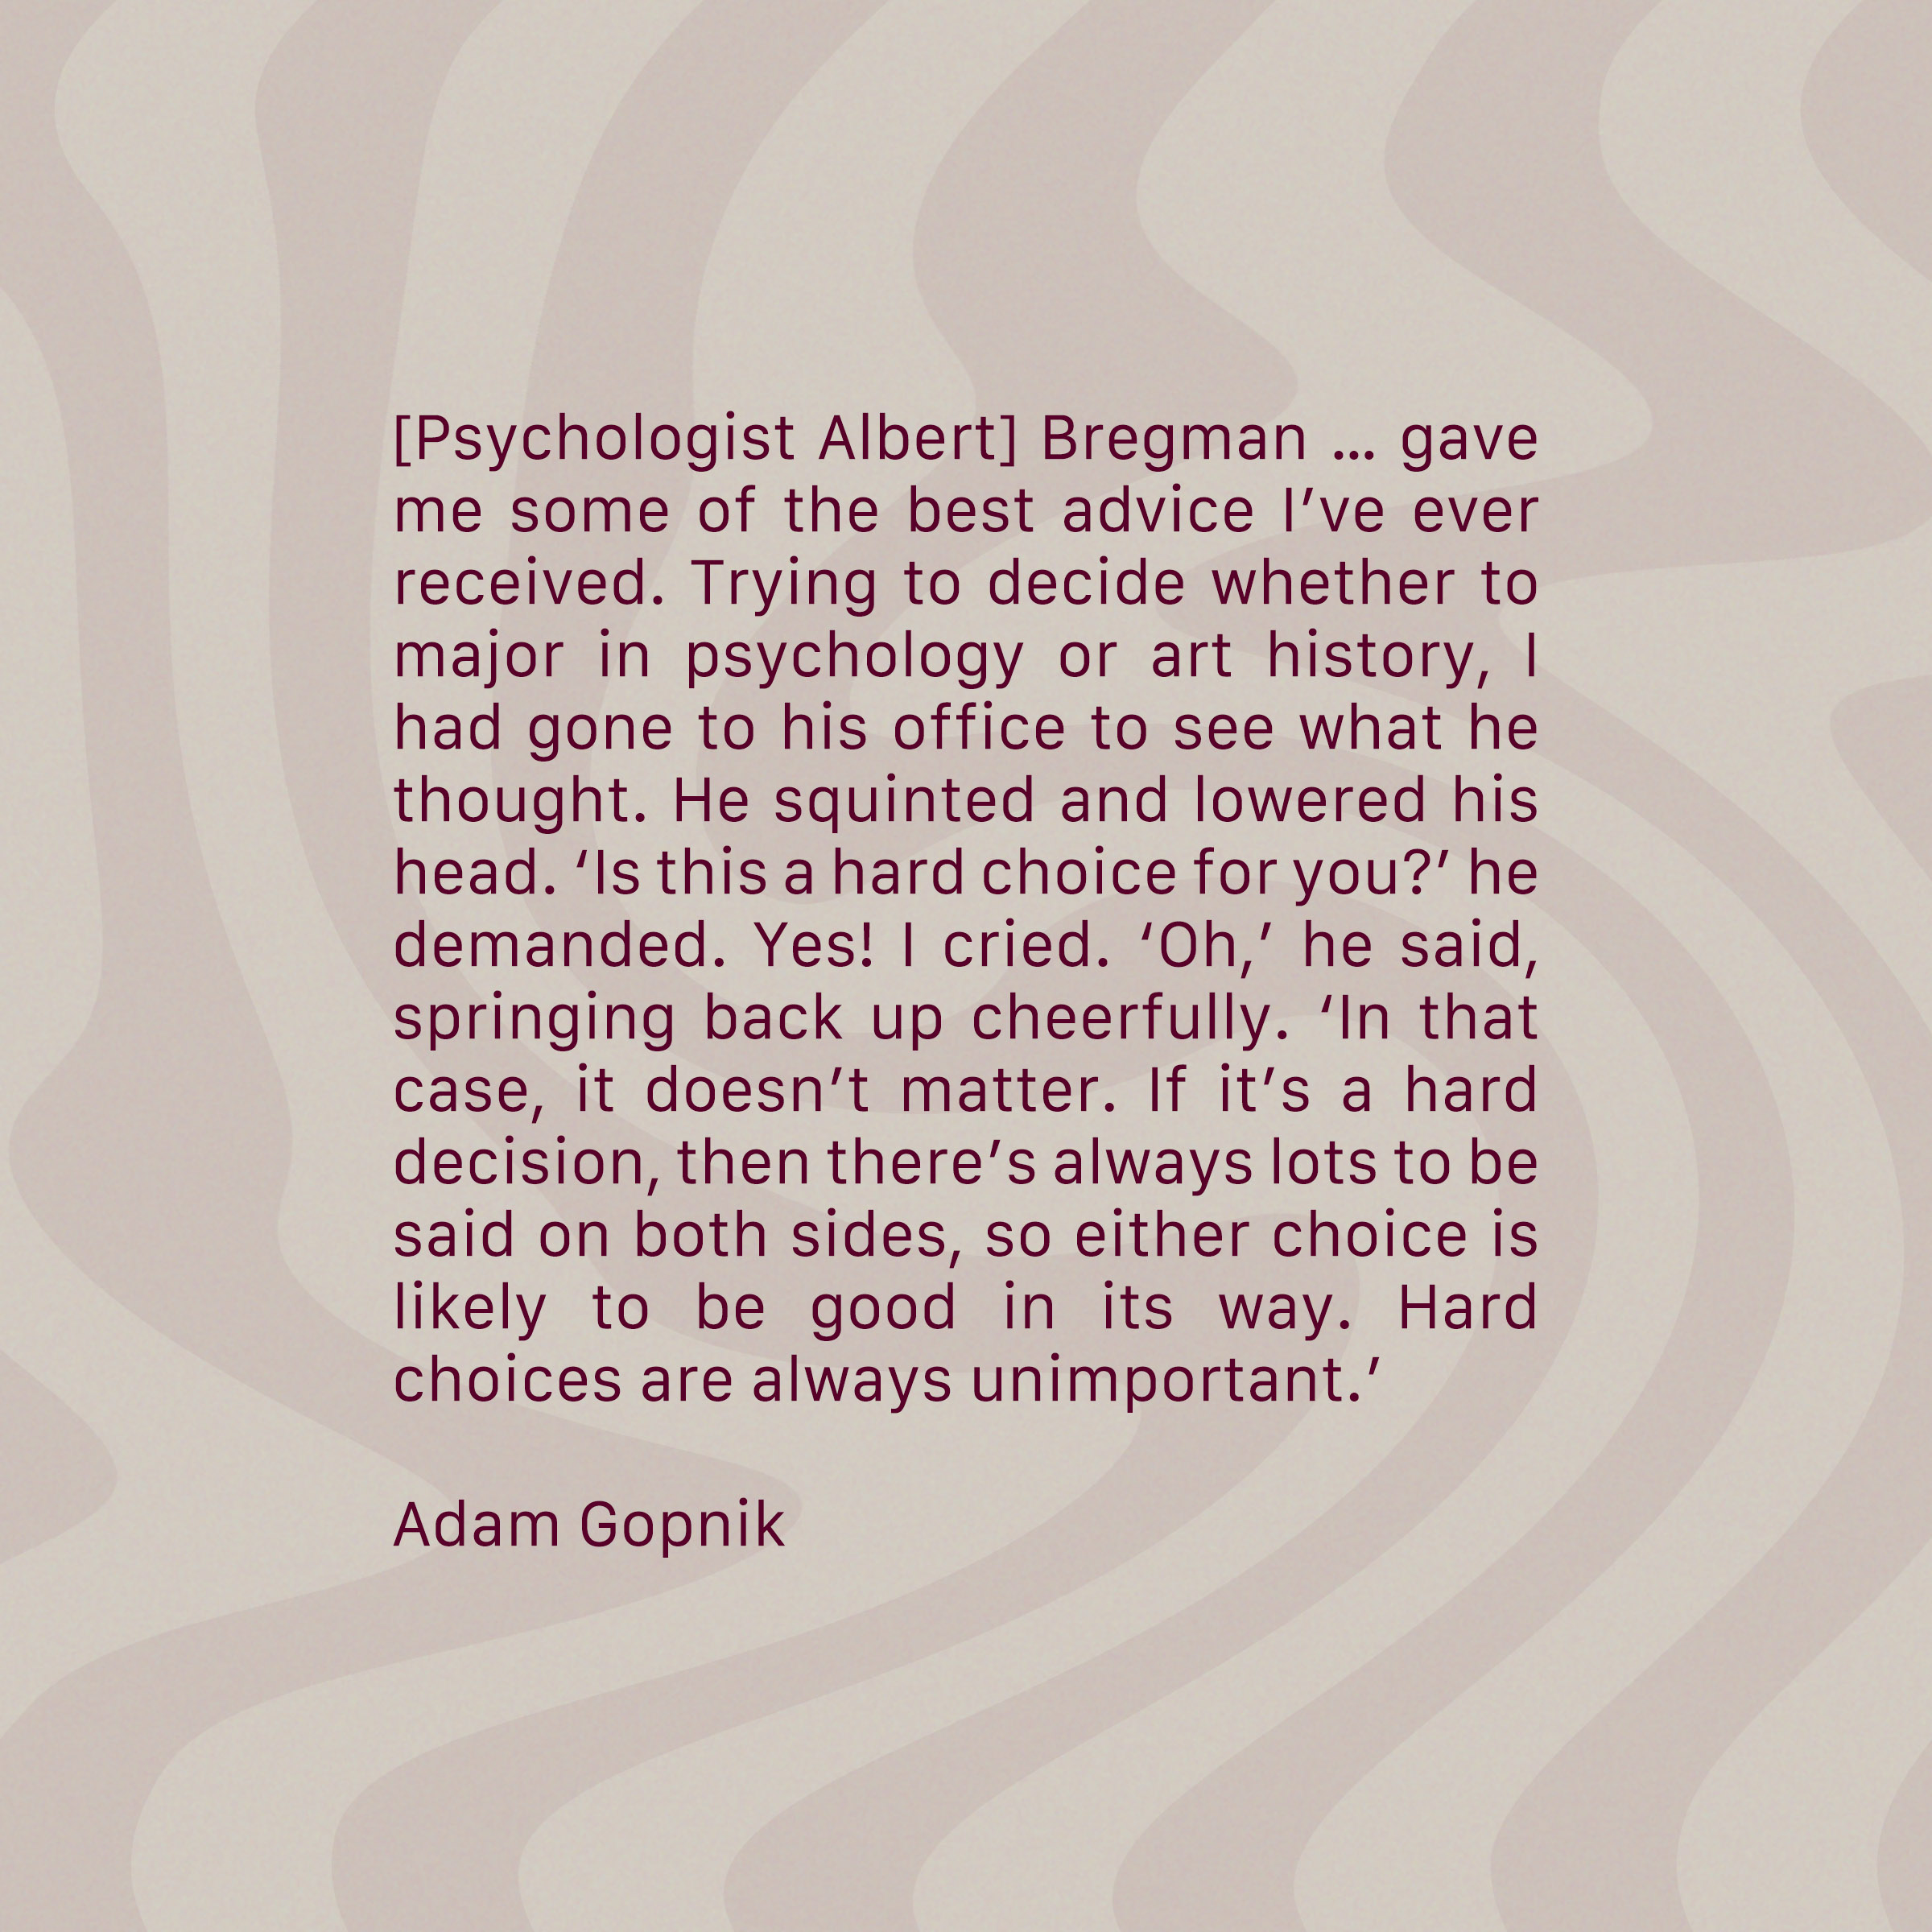 [Psychologist Albert] Bregman … gave
me some of the best advice I’ve ever
received. Trying to decide whether to
major in psychology or art history, I
had gone to his office to see what he
thought. He squinted and lowered his
head. ‘Is this a hard choice for you?’ he
demanded. Yes! I cried. ‘Oh,’ he said,
springing back up cheerfully. ‘In that
case, it doesn’t matter. If it’s a hard
decision, then there’s always lots to be
said on both sides, so either choice is
likely to be good in its way. Hard
choices are always unimportant.’
Adam Gopnik